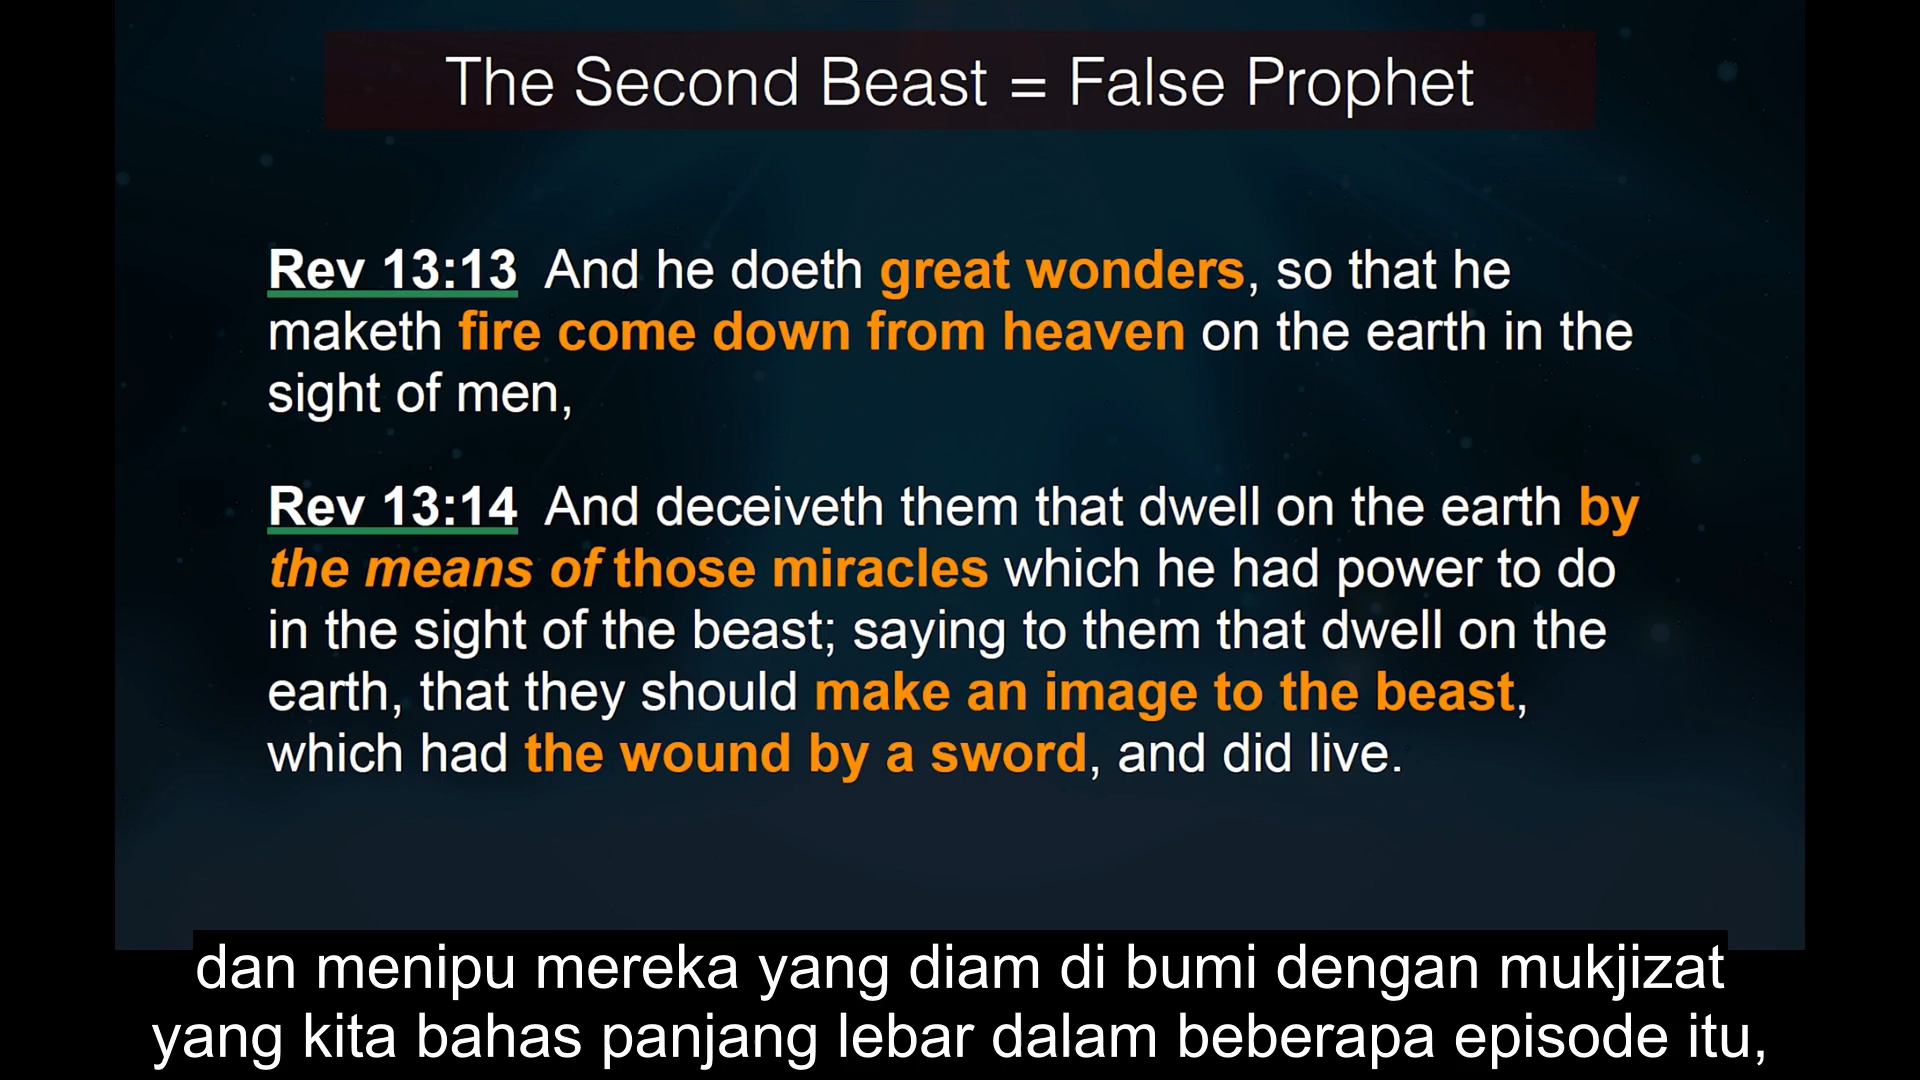 The Second Beast = False Prophet
Rev 13:13 And he doeth great wonders, so that he
maketh fire come down from heaven on the earth in the
sight of men,
Rev 13:14 And deceiveth them that dwell on the earth by
the means of those miracles which he had power to do
in the sight of the beast; saying to them that dwell on the
earth, that they should make an image to the beast,
which had the wound by a sword, and did live.
dan menipu mereka yang diam di bumi dengan mukjizat
yang kita bahas panjang lebar dalam beberapa episode itu,